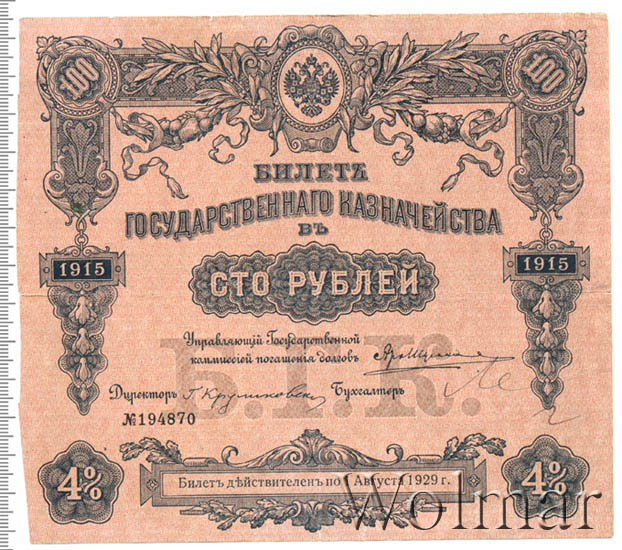 100 100
БИЛЕТЪ
ГОСУДАРСТВЕННАГО КАЗНАЧЕЙСТВА
ВЪ
1915 1915
СТО РУБЛЕЙ
Управляющій Государственной
коммиссіей погашенія долговъ
Б.Г.К.
Директоръ Бухгалтеръ
№194870
4% 4%
Билетъ дѣйствителенъ по 1 Августа 1929 г.
Wolmar